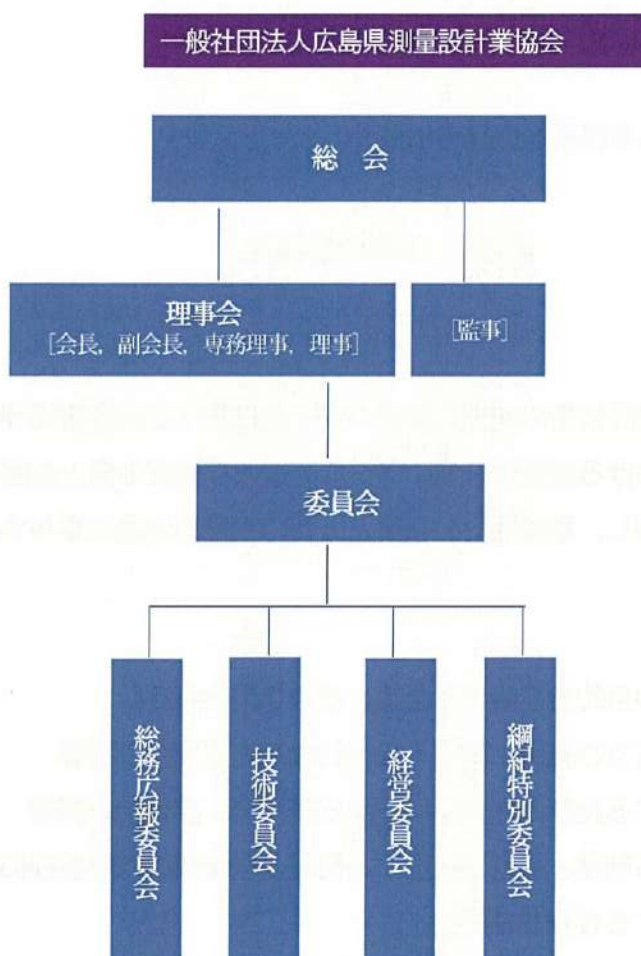 一般社団法人広島県測量設計業協会
総 会
理事会
[会長, 副会長, 専務理事, 理事]
[監事]
委員会
総務広報委員会
技術委員会
経営委員会
綱紀特別委員会